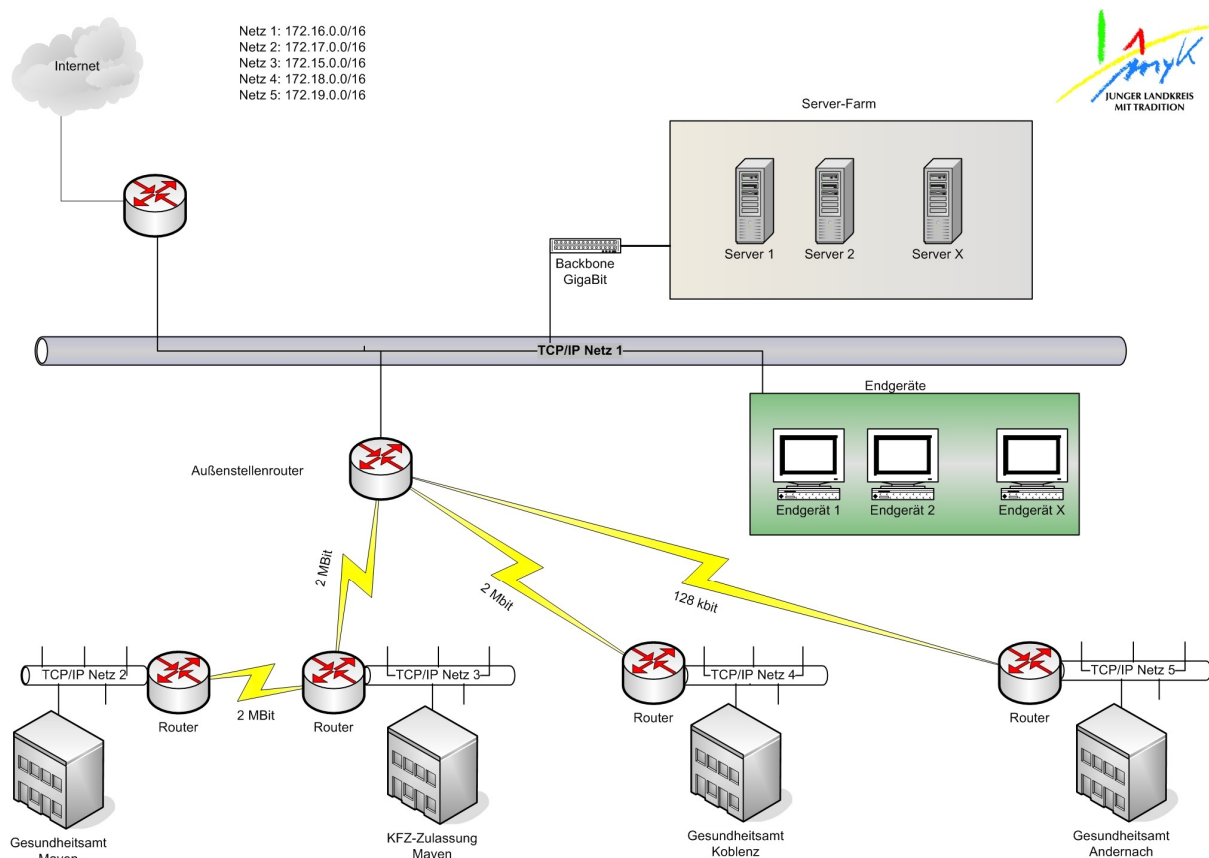 Internet
Netz 1: 172.16.0.0/16
Netz 2: 172.17.0.0/16
Netz 3: 172.15.0.0/16
Netz 4: 172.18.0.0/16
Netz 5: 172.19.0.0/16
myk
JUNGER LANDKREIS
MIT TRADITION
Server-Farm
Server 1
Server 2
Server X
Backbone
GigaBit
TCP/IP Netz 1
Endgeräte
Endgerät 1
Endgerät 2
Endgerät X
Außenstellenrouter
2 MBit
2 Mbit
128 kbit
TCP/IP Netz 2
Router
2 MBit
Router
TCP/IP Netz 3
Router
TCP/IP Netz 4
Router
TCP/IP Netz 5
Gesundheitsamt
Mayen
KFZ-Zulassung
Mayen
Gesundheitsamt
Koblenz
Gesundheitsamt
Andernach